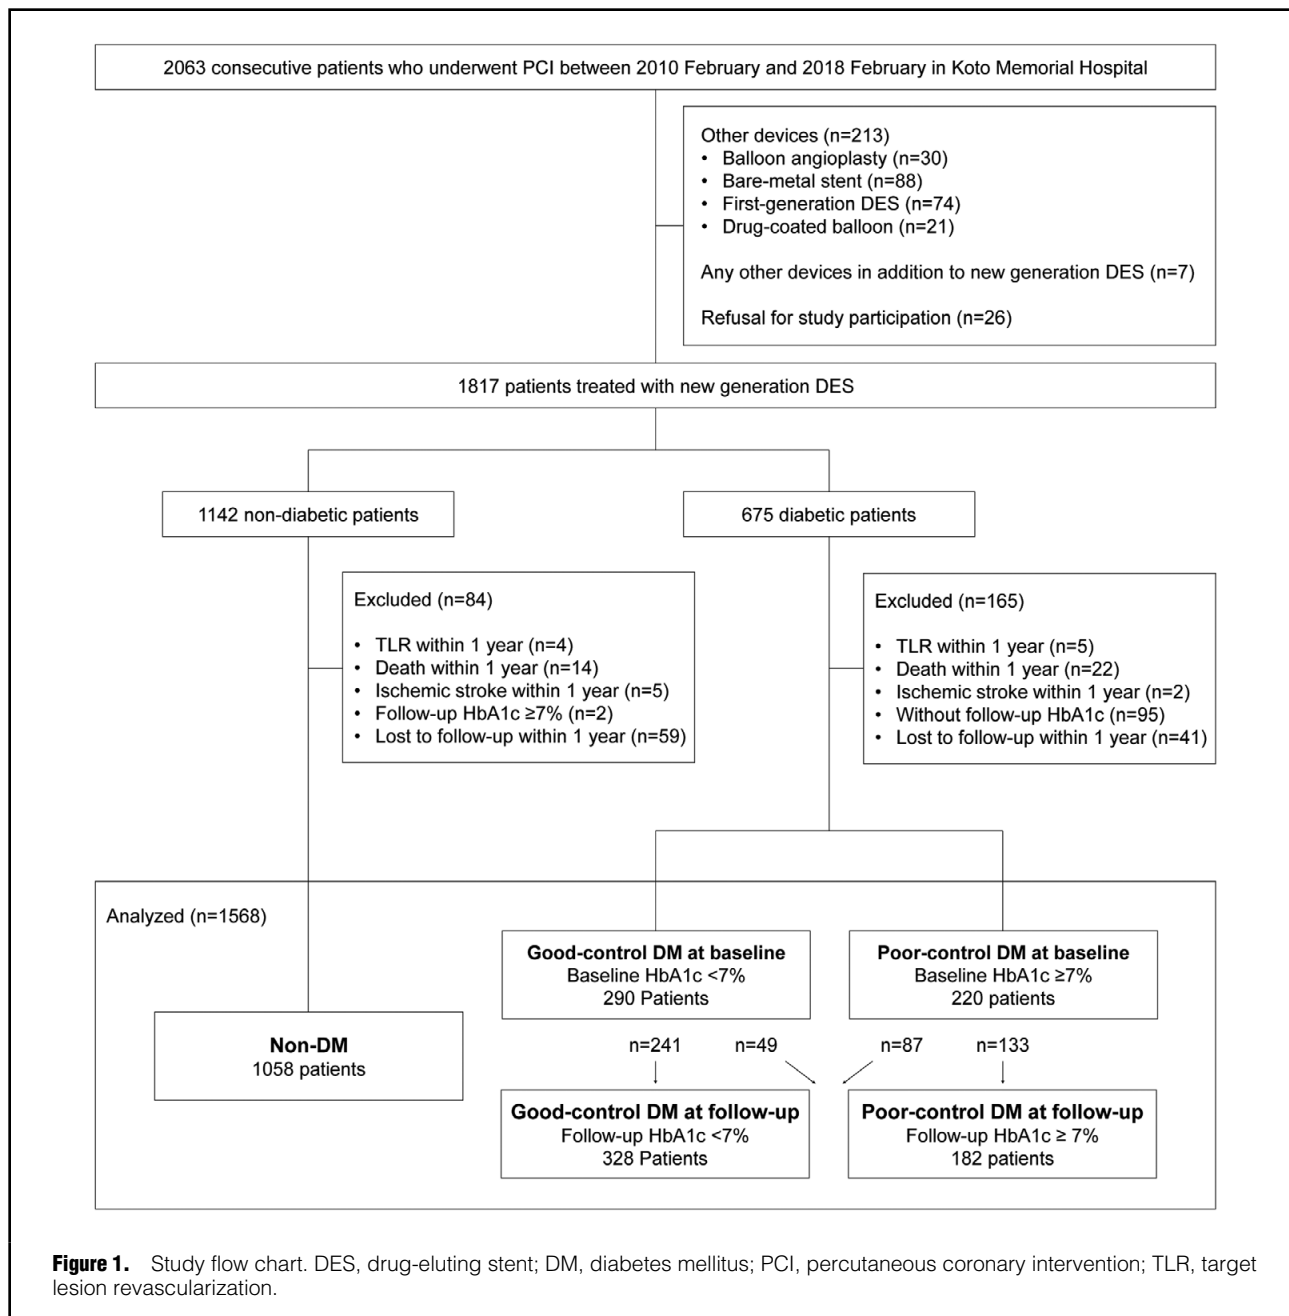 2063 consecutive patients who underwent PCI between 2010 February and 2018 February in Koto Memorial Hospital
Other devices (n=213)
• Balloon angioplasty (n=30)
• Bare-metal stent (n=88)
• First-generation DES (n=74)
• Drug-coated balloon (n=21)
Any other devices in addition to new generation DES (n=7)
Refusal for study participation (n=26)
1817 patients treated with new generation DES
1142 non-diabetic patients
675 diabetic patients
Excluded (n=84)
• TLR within 1 year (n=4)
• Death within 1 year (n=14)
• Ischemic stroke within 1 year (n=5)
• Follow-up HbA1c ≥7% (n=2)
• Lost to follow-up within 1 year (n=59)
Excluded (n=165)
• TLR within 1 year (n=5)
• Death within 1 year (n=22)
• Ischemic stroke within 1 year (n=2)
• Without follow-up HbA1c (n=95)
• Lost to follow-up within 1 year (n=41)
Analyzed (n=1568)
Non-DM
1058 patients
Good-control DM at baseline
Baseline HbA1c <7%
290 Patients
Poor-control DM at baseline
Baseline HbA1c ≥7%
220 patients
n=241 n=49 n=87 n=133
Good-control DM at follow-up
Follow-up HbA1c <7%
328 Patients
Poor-control DM at follow-up
Follow-up HbA1c ≥ 7%
182 patients
Figure 1. Study flow chart. DES, drug-eluting stent; DM, diabetes mellitus; PCI, percutaneous coronary intervention; TLR, target
lesion revascularization.